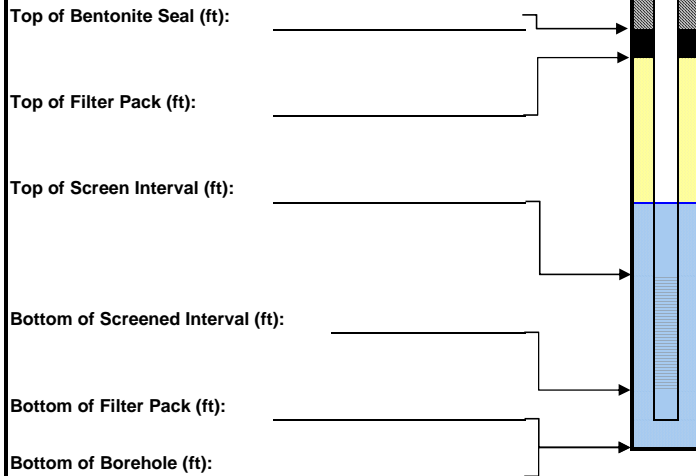 Top of Bentonite Seal (ft):
Top of Filter Pack (ft):
Top of Screen Interval (ft):
Bottom of Screened Interval (ft):
Bottom of Filter Pack (ft):
Bottom of Borehole (ft):